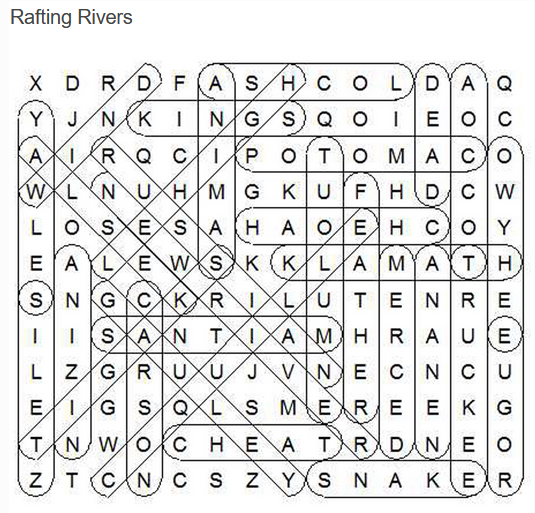 Rafting Rivers
X D R D F A S H C O L D A Q
Y J N K I N G S Q O I E O C
A I R Q C I P O T O M A C O
W L N U H M G K U F H D C W
L O S E S A H A O E H C O Y
E A L E W S K K L A M A T H
S N G C K R I L U T E N R E
I I S A N T I A M H R A U E
L Z G R U U J V N E C N C U
E I G S Q L S M E R E E K G
T N W O C H E A T R D N E O
Z T C N C S Z Y S N A K E R